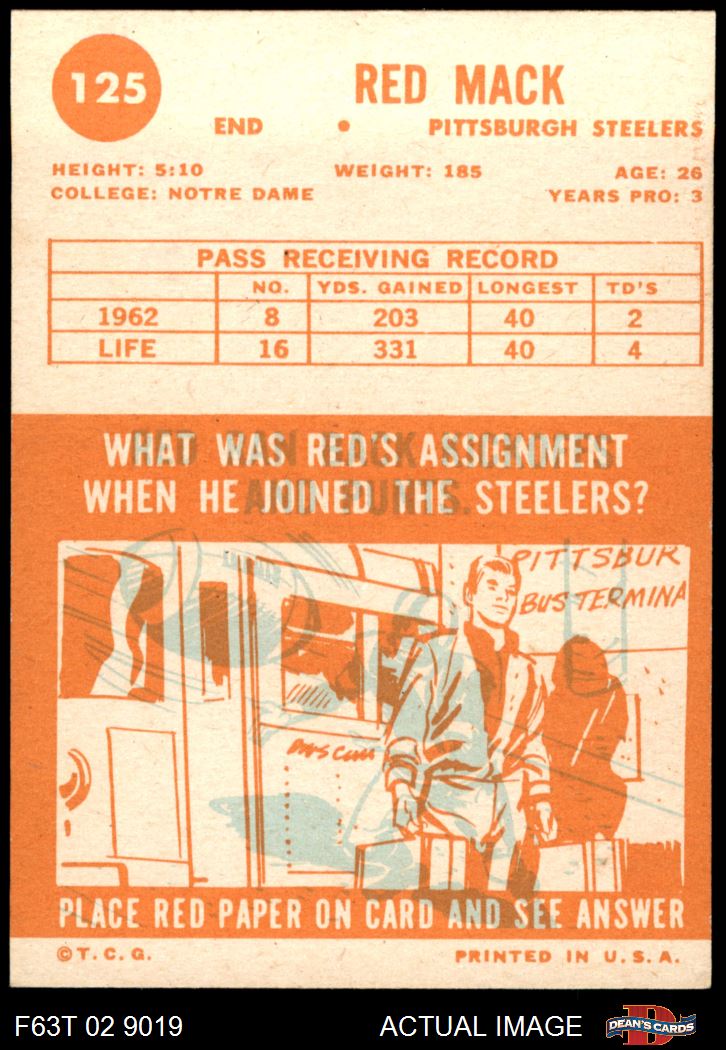 125
RED MACK
END • PITTSBURGH STEELERS
HEIGHT: 5:10 WEIGHT: 185 AGE: 26
COLLEGE: NOTRE DAME YEARS PRO: 3
PASS RECEIVING RECORD
NO. YDS. GAINED LONGEST TD'S
1962 8 203 40 2
LIFE 16 331 40 4
WHAT WAS RED'S ASSIGNMENT
WHEN HE JOINED THE STEELERS?
PITTSBUR
BUS TERMINA
PLACE RED PAPER ON CARD AND SEE ANSWER
©T.C.G. PRINTED IN U.S.A.
F63T 02 9019 ACTUAL IMAGE DEAN'S CARDS